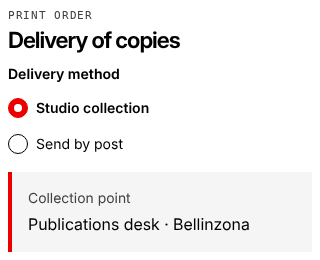 PRINT ORDER
Delivery of copies
Delivery method
Studio collection
Send by post
Collection point
Publications desk · Bellinzona